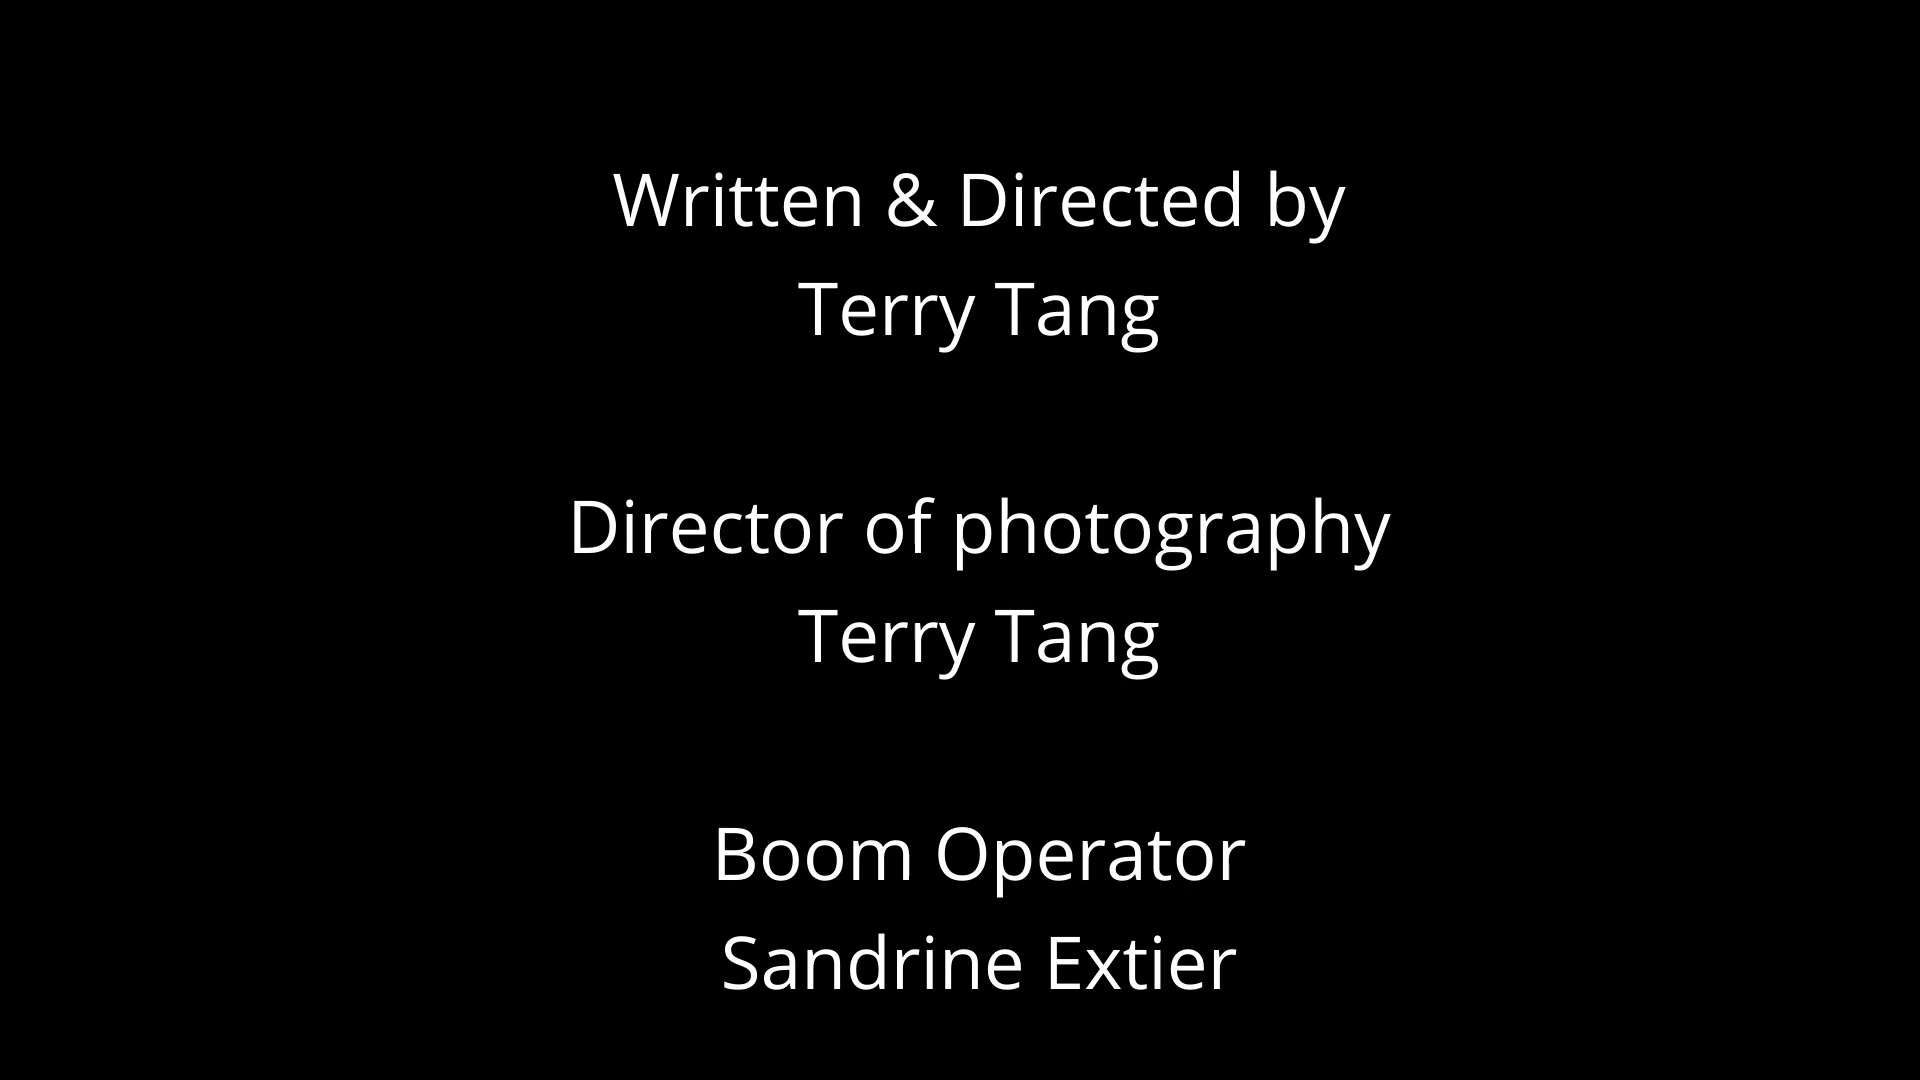 Written & Directed by
Terry Tang
Director of photography
Terry Tang
Boom Operator
Sandrine Extier